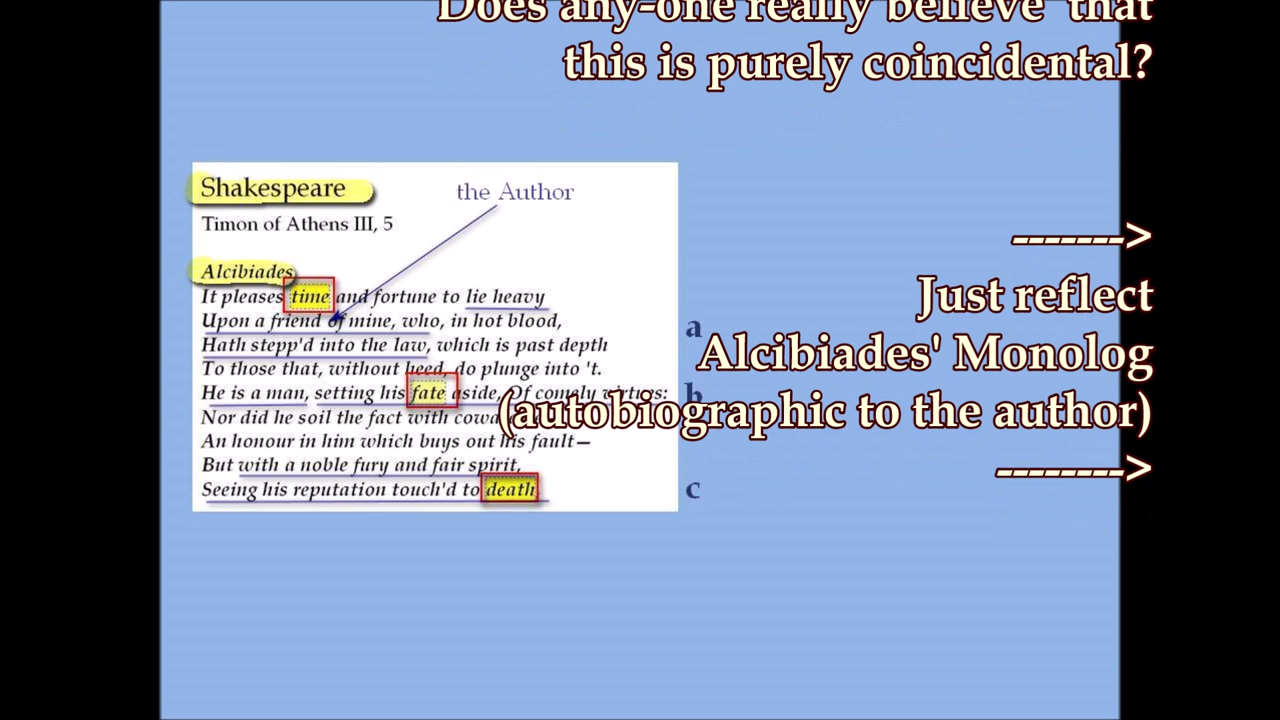 Does any-one really believe that
this is purely coincidental?
Shakespeare
the Author
Timon of Athens III, 5
------->
Alcibiades
It pleases time and fortune to lie heavy
Just reflect
Upon a friend of mine, who, in hot blood,
a
Hath stepp'd into the law, which is past depth
Alcibiades' Monolog
To those that, without heed, do plunge into 't.
He is a man, setting his fate aside, Of comely virtues:
b
(autobiographic to the author)
Nor did he soil the fact with
An honour in him which buys out his fault—
But with a noble fury and fair spirit,
-------->
Seeing his reputation touch'd to death,
c